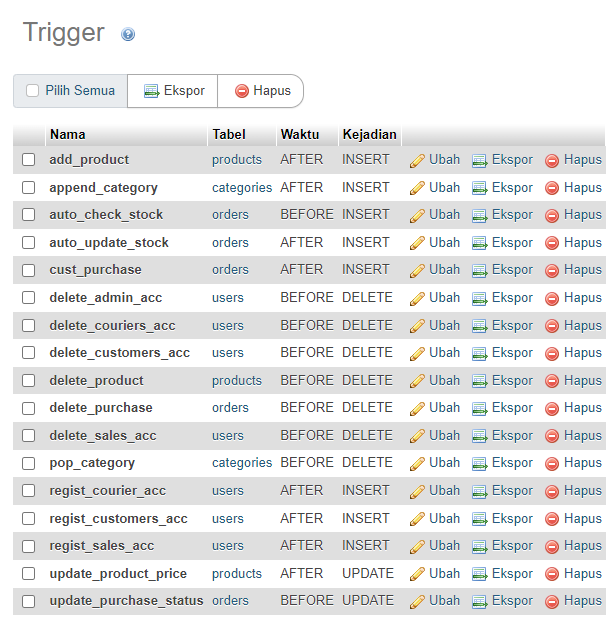 Trigger
Pilih Semua Ekspor Hapus
Nama Tabel Waktu Kejadian
add_product products AFTER INSERT Ubah Ekspor Hapus
append_category categories AFTER INSERT Ubah Ekspor Hapus
auto_check_stock orders BEFORE INSERT Ubah Ekspor Hapus
auto_update_stock orders AFTER INSERT Ubah Ekspor Hapus
cust_purchase orders AFTER INSERT Ubah Ekspor Hapus
delete_admin_acc users BEFORE DELETE Ubah Ekspor Hapus
delete_couriers_acc users BEFORE DELETE Ubah Ekspor Hapus
delete_customers_acc users BEFORE DELETE Ubah Ekspor Hapus
delete_product products BEFORE DELETE Ubah Ekspor Hapus
delete_purchase orders BEFORE DELETE Ubah Ekspor Hapus
delete_sales_acc users BEFORE DELETE Ubah Ekspor Hapus
pop_category categories BEFORE DELETE Ubah Ekspor Hapus
regist_courier_acc users AFTER INSERT Ubah Ekspor Hapus
regist_customers_acc users AFTER INSERT Ubah Ekspor Hapus
regist_sales_acc users AFTER INSERT Ubah Ekspor Hapus
update_product_price products AFTER UPDATE Ubah Ekspor Hapus
update_purchase_status orders BEFORE UPDATE Ubah Ekspor Hapus